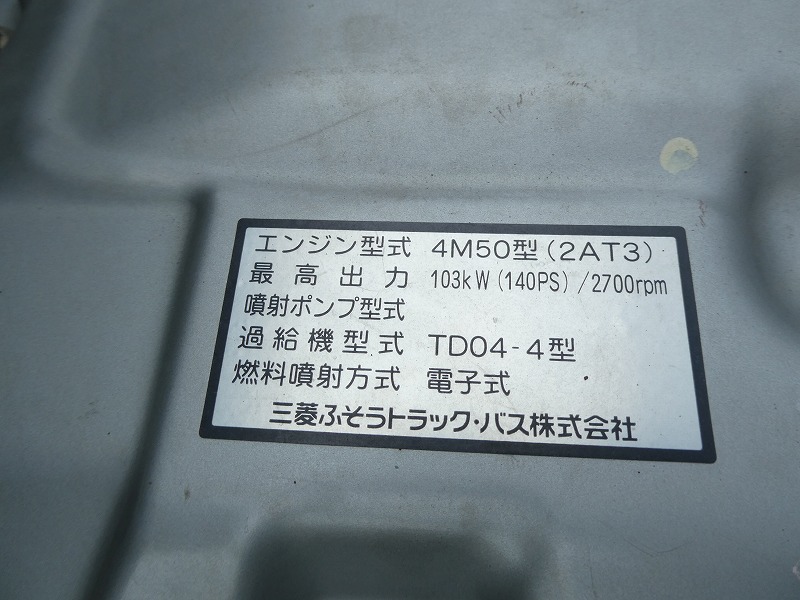 エンジン型式 4M50型(2AT3)
最高出力 103kW(140PS)/2700rpm
噴射ポンプ型式
過給機型式 TD04-4型
燃料噴射方式 電子式
三菱ふそうトラック・バス株式会社